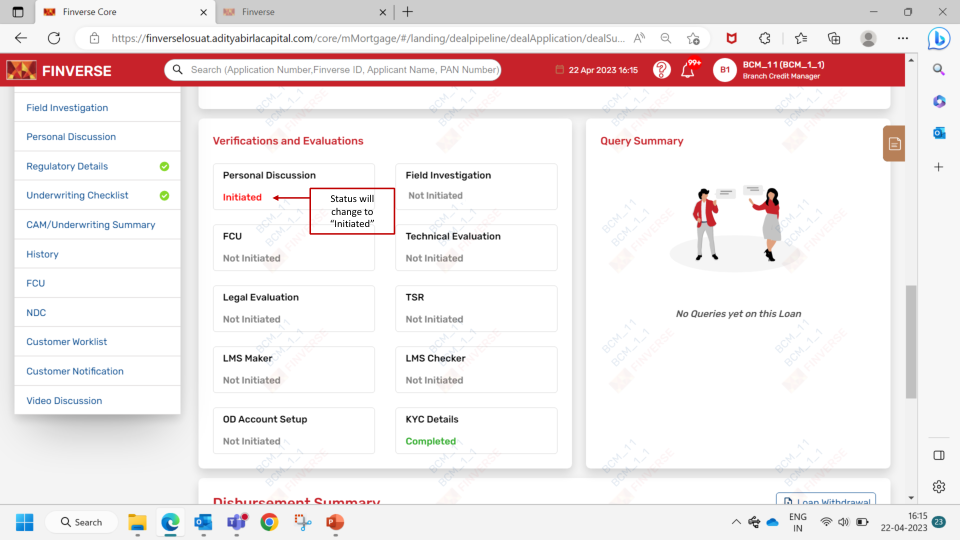 Finverse Core
Finverse
https://finverselosuat.adityabirlacapital.com/core/mMortgage/#/landing/dealpipeline/dealApplication/dealSu...
FINVERSE
Search (Application Number,Finverse ID, Applicant Name, PAN Number)
22 Apr 2023 16:15
99+
B1
BCM_1 1 (BCM_1_1)
Branch Credit Manager
Field Investigation
Personal Discussion
Regulatory Details
Underwriting Checklist
CAM/Underwriting Summary
History
FCU
NDC
Customer Worklist
Customer Notification
Video Discussion
Verifications and Evaluations
Personal Discussion
Initiated
Status will
change to
“Initiated”
Field Investigation
Not Initiated
FCU
Not Initiated
Technical Evaluation
Not Initiated
Legal Evaluation
Not Initiated
TSR
Not Initiated
LMS Maker
Not Initiated
LMS Checker
Not Initiated
OD Account Setup
Not Initiated
KYC Details
Completed
Query Summary
No Queries yet on this Loan
Disbursement Summary
Loan Withdrawal
Search
ENG
IN
16:15
22-04-2023
23